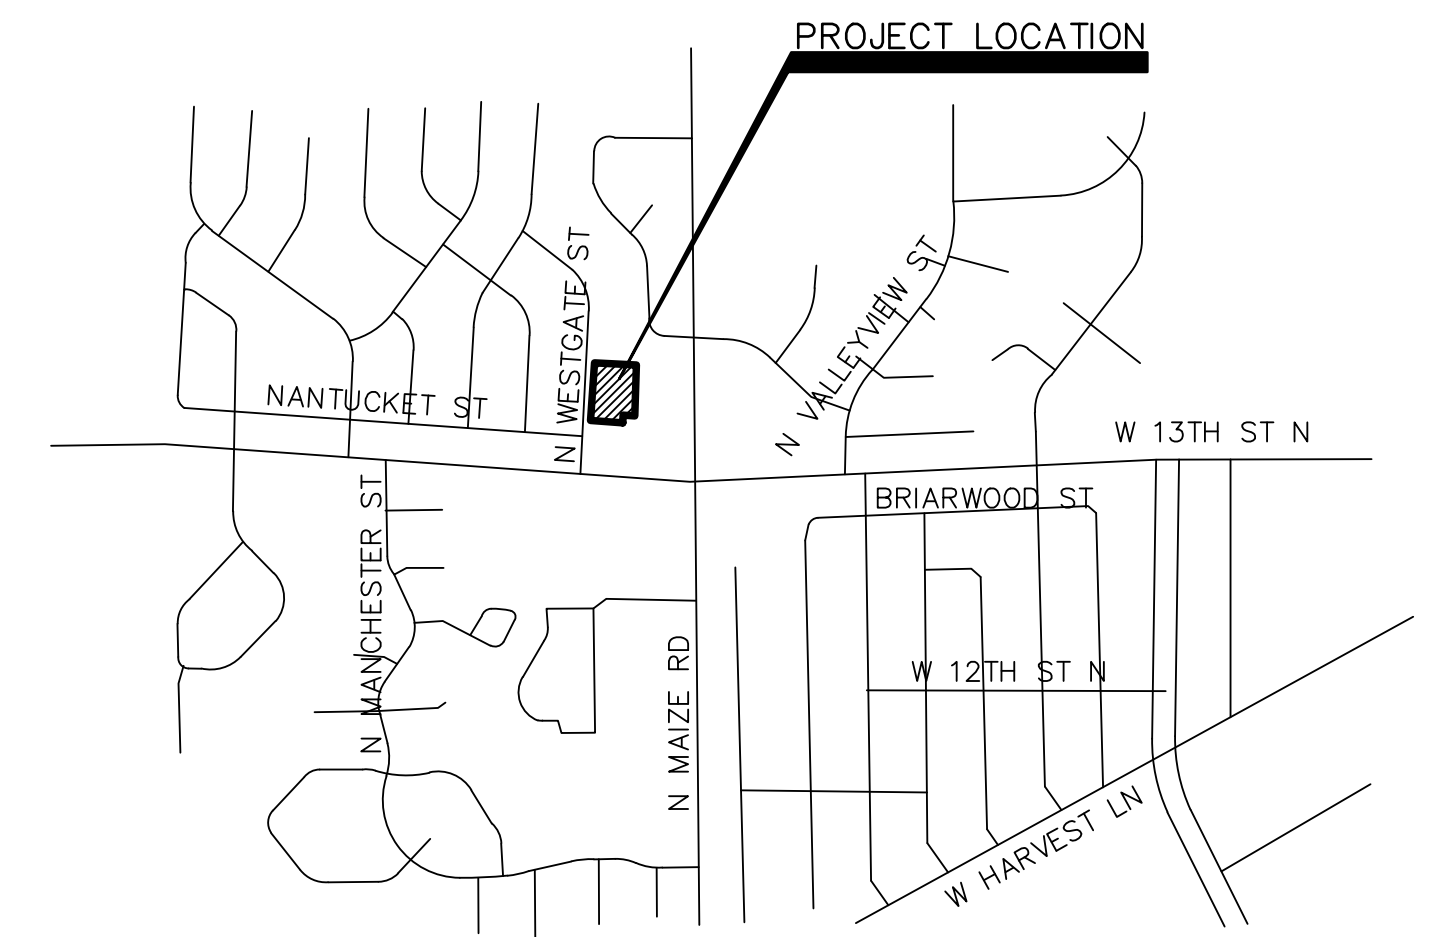 PROJECT LOCATION
N WESTGATE ST
N VALLEYVIEW ST
NANTUCKET ST
W 13TH ST N
BRIARWOOD ST
N MANCHESTER ST
N MAIZE RD
W 12TH ST N
W HARVEST LN